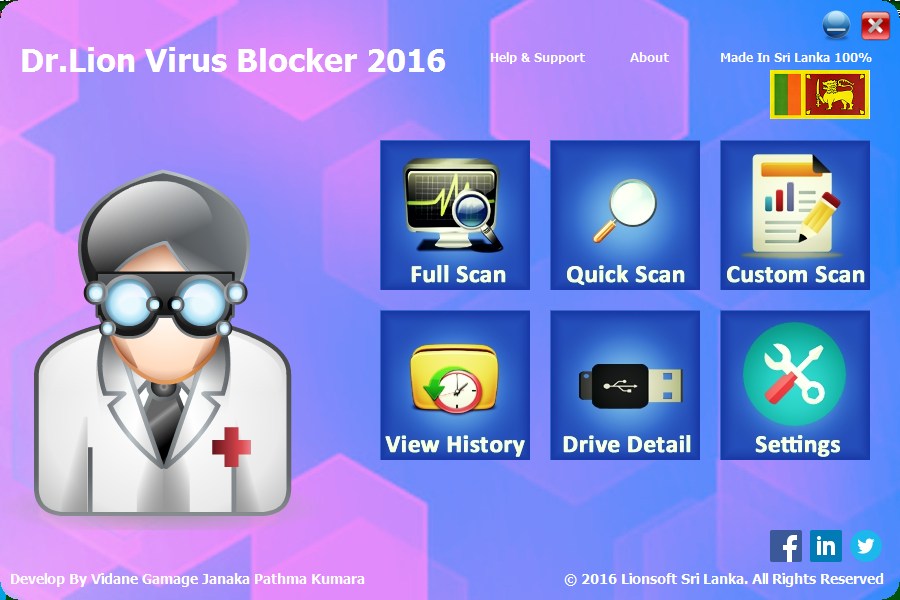 Dr.Lion Virus Blocker 2016
Help & Support
About
Made In Sri Lanka 100%
Full Scan
Quick Scan
Custom Scan
View History
Drive Detail
Settings
Develop By Vidane Gamage Janaka Pathma Kumara
© 2016 Lionsoft Sri Lanka. All Rights Reserved